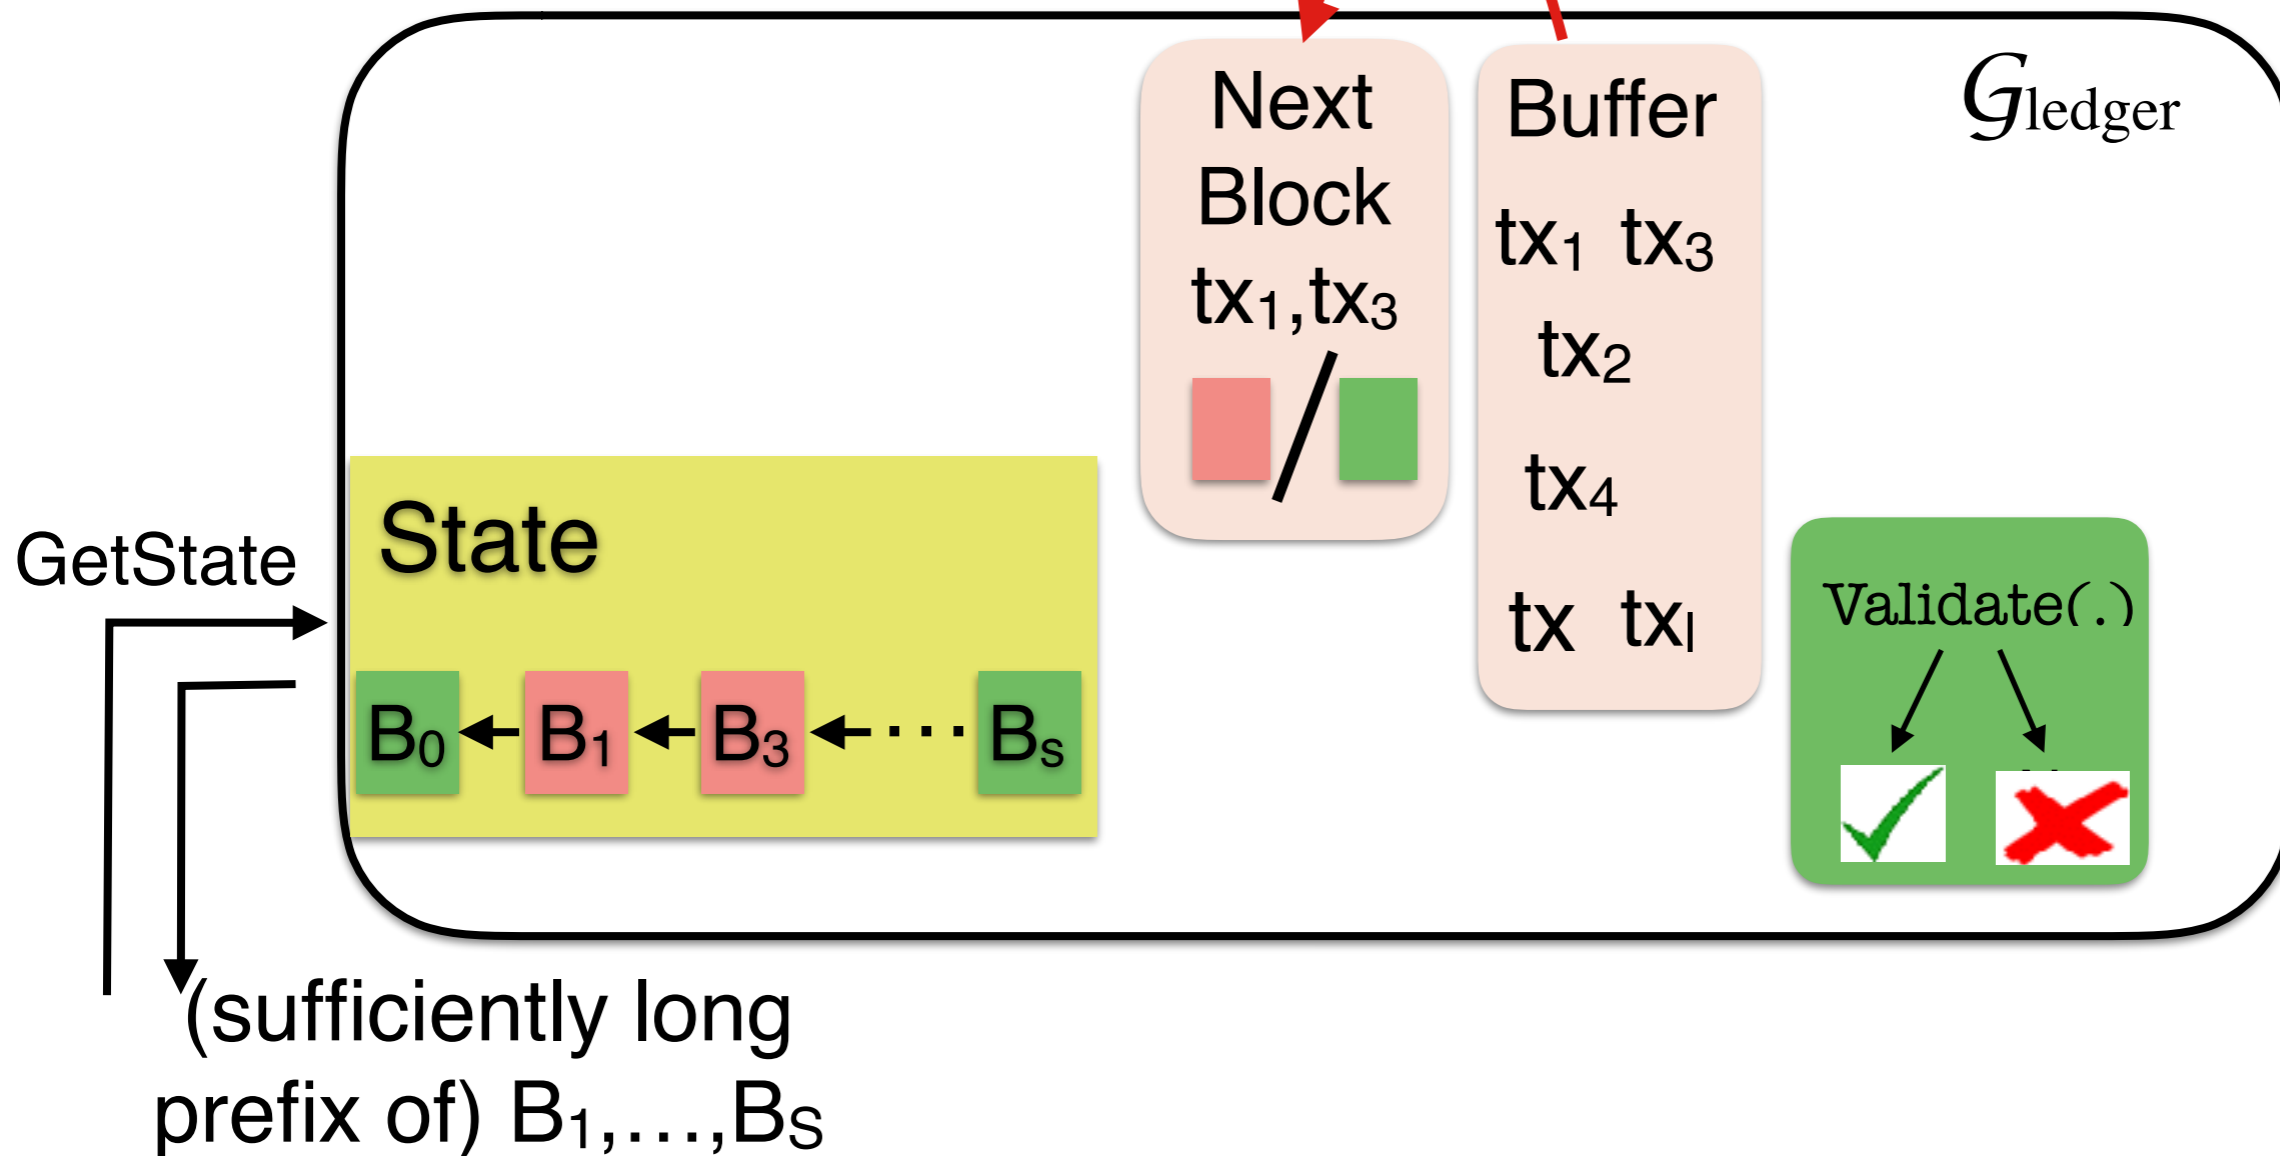 Next
Block
tx₁,tx₃
Buffer
tx₁ tx₃
tx₂
tx₄
tx txₗ
𝒢ledger
GetState
State
B₀ B₁ B₃ ··· Bₛ
Validate(.)
(sufficiently long
prefix of) B₁,…,B_S